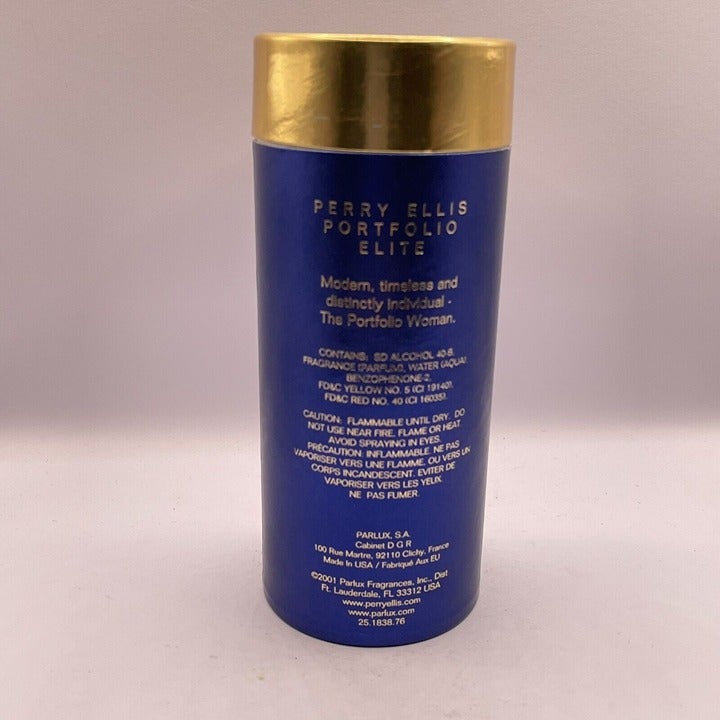 PERRY ELLIS
PORTFOLIO
ELITE
Modern, timeless and
distinctly individual -
The Portfolio Woman.
CONTAINS: SD ALCOHOL 40-B,
FRAGRANCE (PARFUM), WATER (AQUA),
BENZOPHENONE-2,
FD&C YELLOW NO. 5 (CI 19140),
FD&C RED NO. 40 (CI 16035).
CAUTION: FLAMMABLE UNTIL DRY. DO
NOT USE NEAR FIRE, FLAME OR HEAT.
AVOID SPRAYING IN EYES.
PRÉCAUTION: INFLAMMABLE. NE PAS
VAPORISER VERS UNE FLAMME, OU VERS UN
CORPS INCANDESCENT. EVITER DE
VAPORISER VERS LES YEUX.
NE PAS FUMER.
PARLUX, S.A.
Cabinet D G R
100 Rue Martre, 92110 Clichy, France
Made In USA / Fabriqué Aux EU
©2001 Parlux Fragrances, Inc., Dist
Ft. Lauderdale, FL 33312 USA
www.perryellis.com
www.parlux.com
25.1838.76